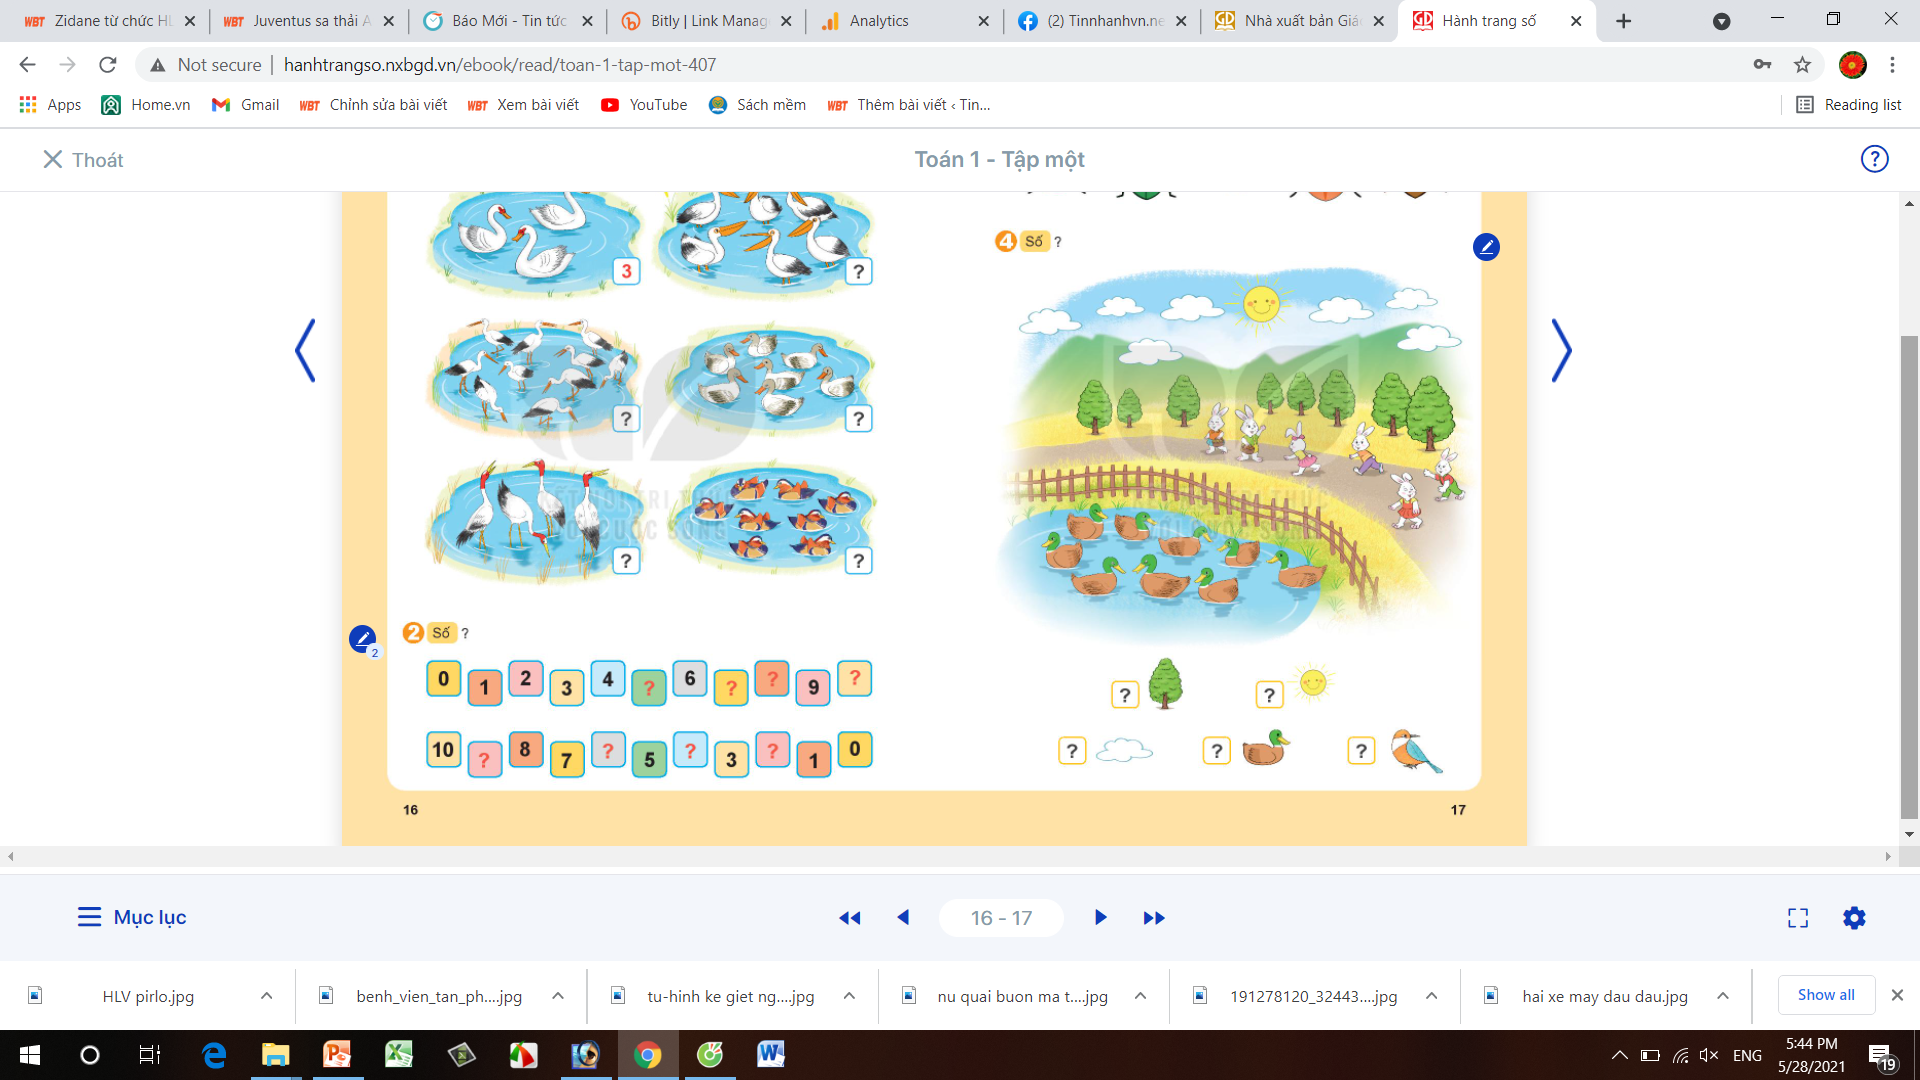 Zidane từ chức HL
Juventus sa thải A
Báo Mới - Tin tức
Bitly | Link Manag
Analytics
(2) Tinnhanhvn.ne
Nhà xuất bản Giáo
Hành trang số
Not secure | hanhtrangso.nxbgd.vn/ebook/read/toan-1-tap-mot-407
Apps
Home.vn
Gmail
WBT Chỉnh sửa bài viết
WBT Xem bài viết
YouTube
Sách mềm
WBT Thêm bài viết ‹ Tin...
Reading list
Thoát
Toán 1 - Tập một
?
3
?
?
?
?
?
2 Số ?
0 1 2 3 4 ? 6 ? ? 9 ?
10 ? 8 7 ? 5 ? 3 ? 1 0
16
4 Số ?
? ?
? ? ?
17
2
Mục lục
16 - 17
HLV pirlo.jpg
benh_vien_tan_ph....jpg
tu-hinh ke giet ng....jpg
nu quai buon ma t....jpg
191278120_32443....jpg
hai xe may dau dau.jpg
Show all
ENG
5:44 PM
5/28/2021
19